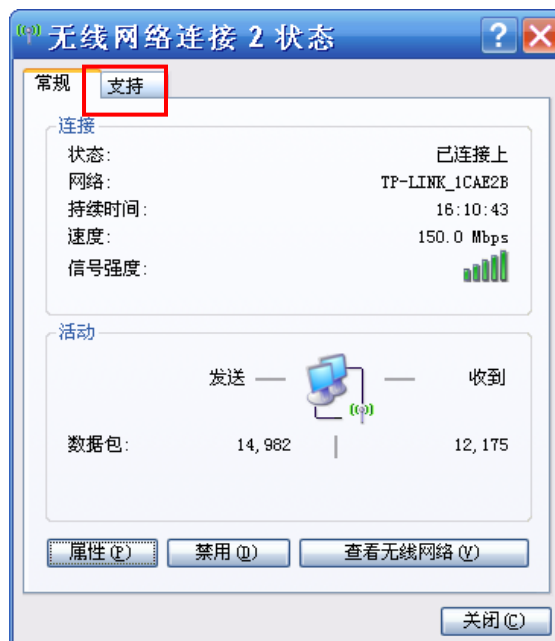 无线网络连接 2 状态
常规 支持
连接
状态: 已连接上
网络: TP-LINK_1CAE2B
持续时间: 16:10:43
速度: 150.0 Mbps
信号强度:
活动
发送 — — 收到
数据包: 14,982 | 12,175
属性(P) 禁用(D) 查看无线网络(V)
关闭(C)